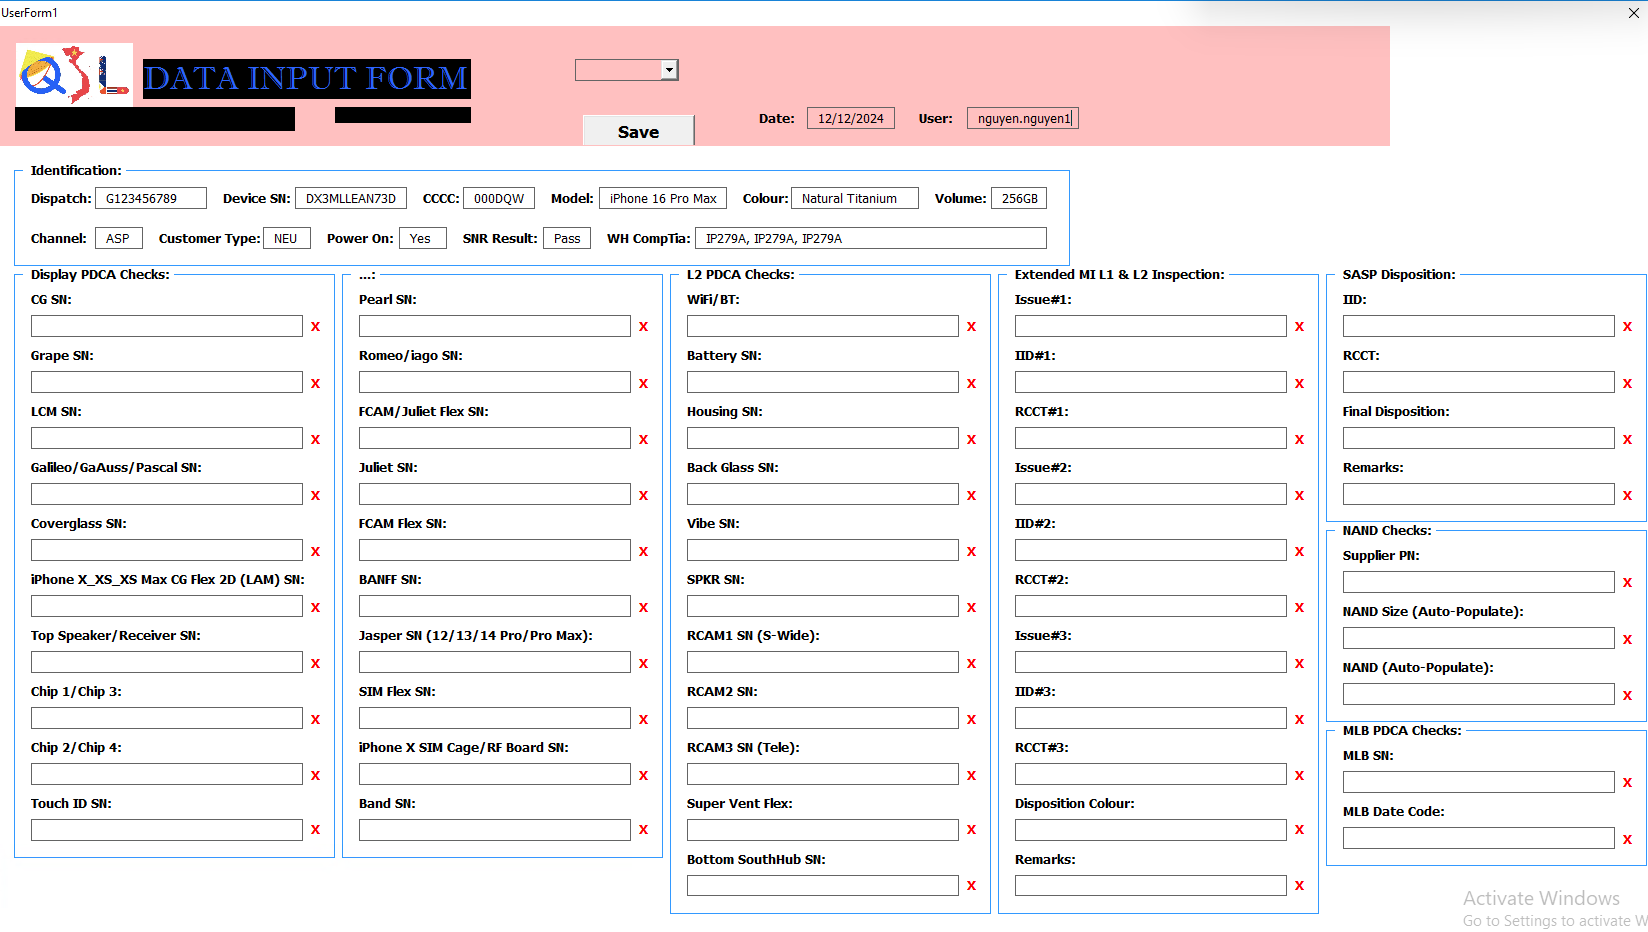 UserForm1
QSL
DATA INPUT FORM
Save
Date: 12/12/2024 User: nguyen.nguyen1
Identification:
Dispatch: G123456789 Device SN: DX3MLLEAN73D CCCC: 000DQW Model: iPhone 16 Pro Max Colour: Natural Titanium Volume: 256GB
Channel: ASP Customer Type: NEU Power On: Yes SNR Result: Pass WH CompTia: IP279A, IP279A, IP279A
Display PDCA Checks:
CG SN:
X
Grape SN:
X
LCM SN:
X
Galileo/GaAuss/Pascal SN:
X
Coverglass SN:
X
iPhone X_XS_XS Max CG Flex 2D (LAM) SN:
X
Top Speaker/Receiver SN:
X
Chip 1/Chip 3:
X
Chip 2/Chip 4:
X
Touch ID SN:
X
...:
Pearl SN:
X
Romeo/iago SN:
X
FCAM/Juliet Flex SN:
X
Juliet SN:
X
FCAM Flex SN:
X
BANFF SN:
X
Jasper SN (12/13/14 Pro/Pro Max):
X
SIM Flex SN:
X
iPhone X SIM Cage/RF Board SN:
X
Band SN:
X
L2 PDCA Checks:
WiFi/BT:
X
Battery SN:
X
Housing SN:
X
Back Glass SN:
X
Vibe SN:
X
SPKR SN:
X
RCAM1 SN (S-Wide):
X
RCAM2 SN:
X
RCAM3 SN (Tele):
X
Super Vent Flex:
X
Bottom SouthHub SN:
X
Extended MI L1 & L2 Inspection:
Issue#1:
X
IID#1:
X
RCCT#1:
X
Issue#2:
X
IID#2:
X
RCCT#2:
X
Issue#3:
X
IID#3:
X
RCCT#3:
X
Disposition Colour:
X
Remarks:
X
SASP Disposition:
IID:
X
RCCT:
X
Final Disposition:
X
Remarks:
X
NAND Checks:
Supplier PN:
X
NAND Size (Auto-Populate):
X
NAND (Auto-Populate):
X
MLB PDCA Checks:
MLB SN:
X
MLB Date Code:
X
Activate Windows
Go to Settings to activate W